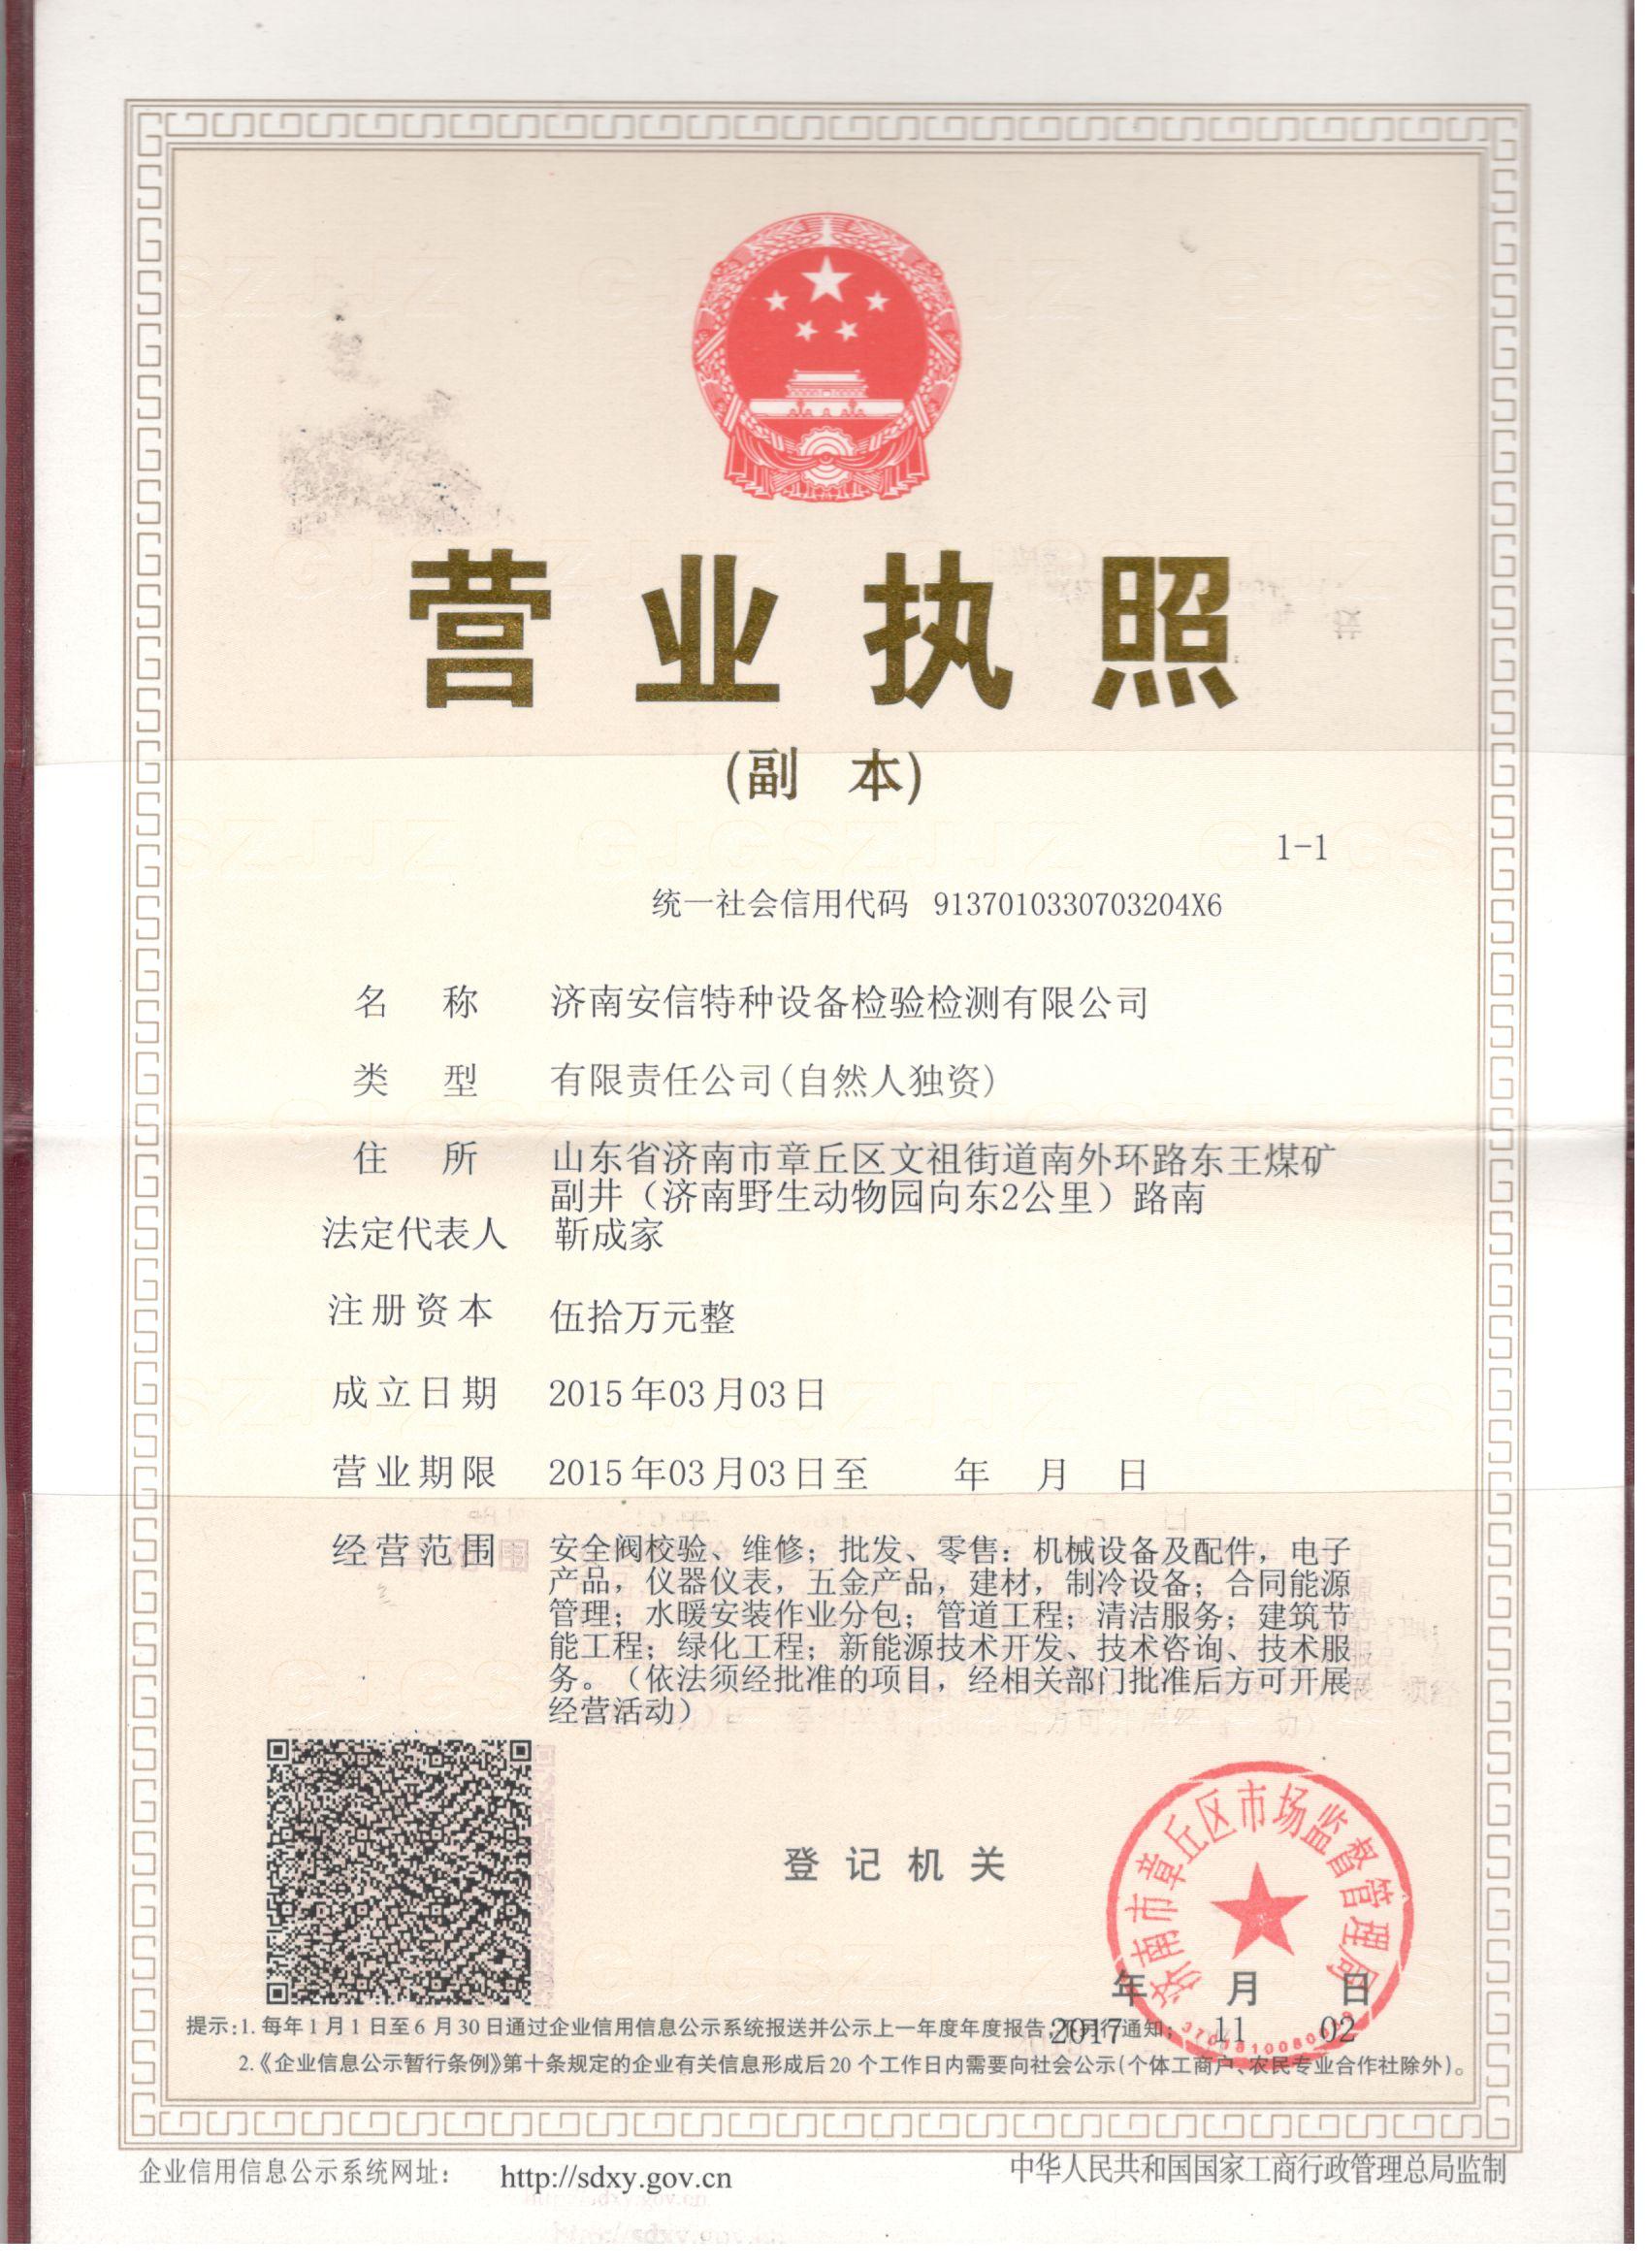 营业执照
(副 本)
1-1
统一社会信用代码 9137010330703204X6
名 称 济南安信特种设备检验检测有限公司
类 型 有限责任公司(自然人独资)
住 所 山东省济南市章丘区文祖街道南外环路东王煤矿
副井（济南野生动物园向东2公里）路南
法定代表人 靳成家
注册资本 伍拾万元整
成立日期 2015年03月03日
营业期限 2015年03月03日至 年 月 日
经营范围 安全阀校验、维修；批发、零售：机械设备及配件，电子
产品，仪器仪表，五金产品，建材，制冷设备；合同能源
管理；水暖安装作业分包；管道工程；清洁服务；建筑节
能工程；绿化工程；新能源技术开发、技术咨询、技术服
务。（依法须经批准的项目，经相关部门批准后方可开展
经营活动）
登记机关
济南市章丘区市场监督管理局
年 月 日
2017 11 02
提示:1. 每年1月1日至6月30日通过企业信用信息公示系统报送并公示上一年度年度报告,不另行通知;
2.《企业信息公示暂行条例》第十条规定的企业有关信息形成后20个工作日内需要向社会公示(个体工商户、农民专业合作社除外)。
企业信用信息公示系统网址： http://sdxy.gov.cn
中华人民共和国国家工商行政管理总局监制